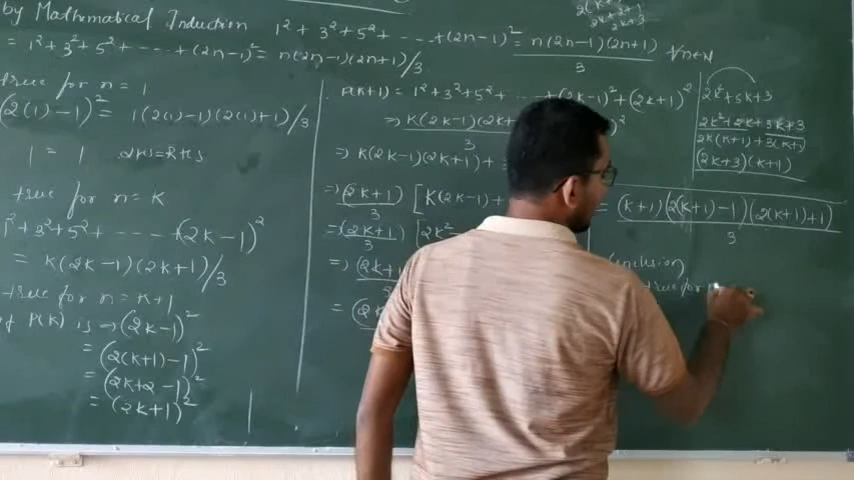 by Mathematical Induction 1² + 3² + 5² + ---- + (2n-1)² = n(2n-1)(2n+1)/3 ∀n∈N
= 1² + 3² + 5² + ---- + (2n-1)² = n(2n-1)(2n+1)/3
true for n = 1
(2(1)-1)² = 1(2(1)-1)(2(1)+1)/3
1 = 1 LHS=RHS
true for n = K
1² + 3² + 5² + ---- (2K-1)²
= K(2K-1)(2K+1)/3
true for n = K+1
of P(K) is → (2K-1)²
= (2(K+1)-1)²
= (2K+2-1)²
= (2K+1)²
P(K+1) = 1² + 3² + 5² + ---- + (2K-1)² + (2K+1)²
⇒ K(2K-1)(2K
3
⇒ K(2K-1)(2K+1) +
⇒ (2K+1)/3 [K(2K-1) +
= (2K+1)/3 [2K²
2K² + 5K + 3
2K² + 2K + 3K + 3
2K(K+1) + 3(K+1)
(2K+3)(K+1)
= (K+1)(2(K+1)-1)(2(K+1)+1)/3
Conclusion
true for